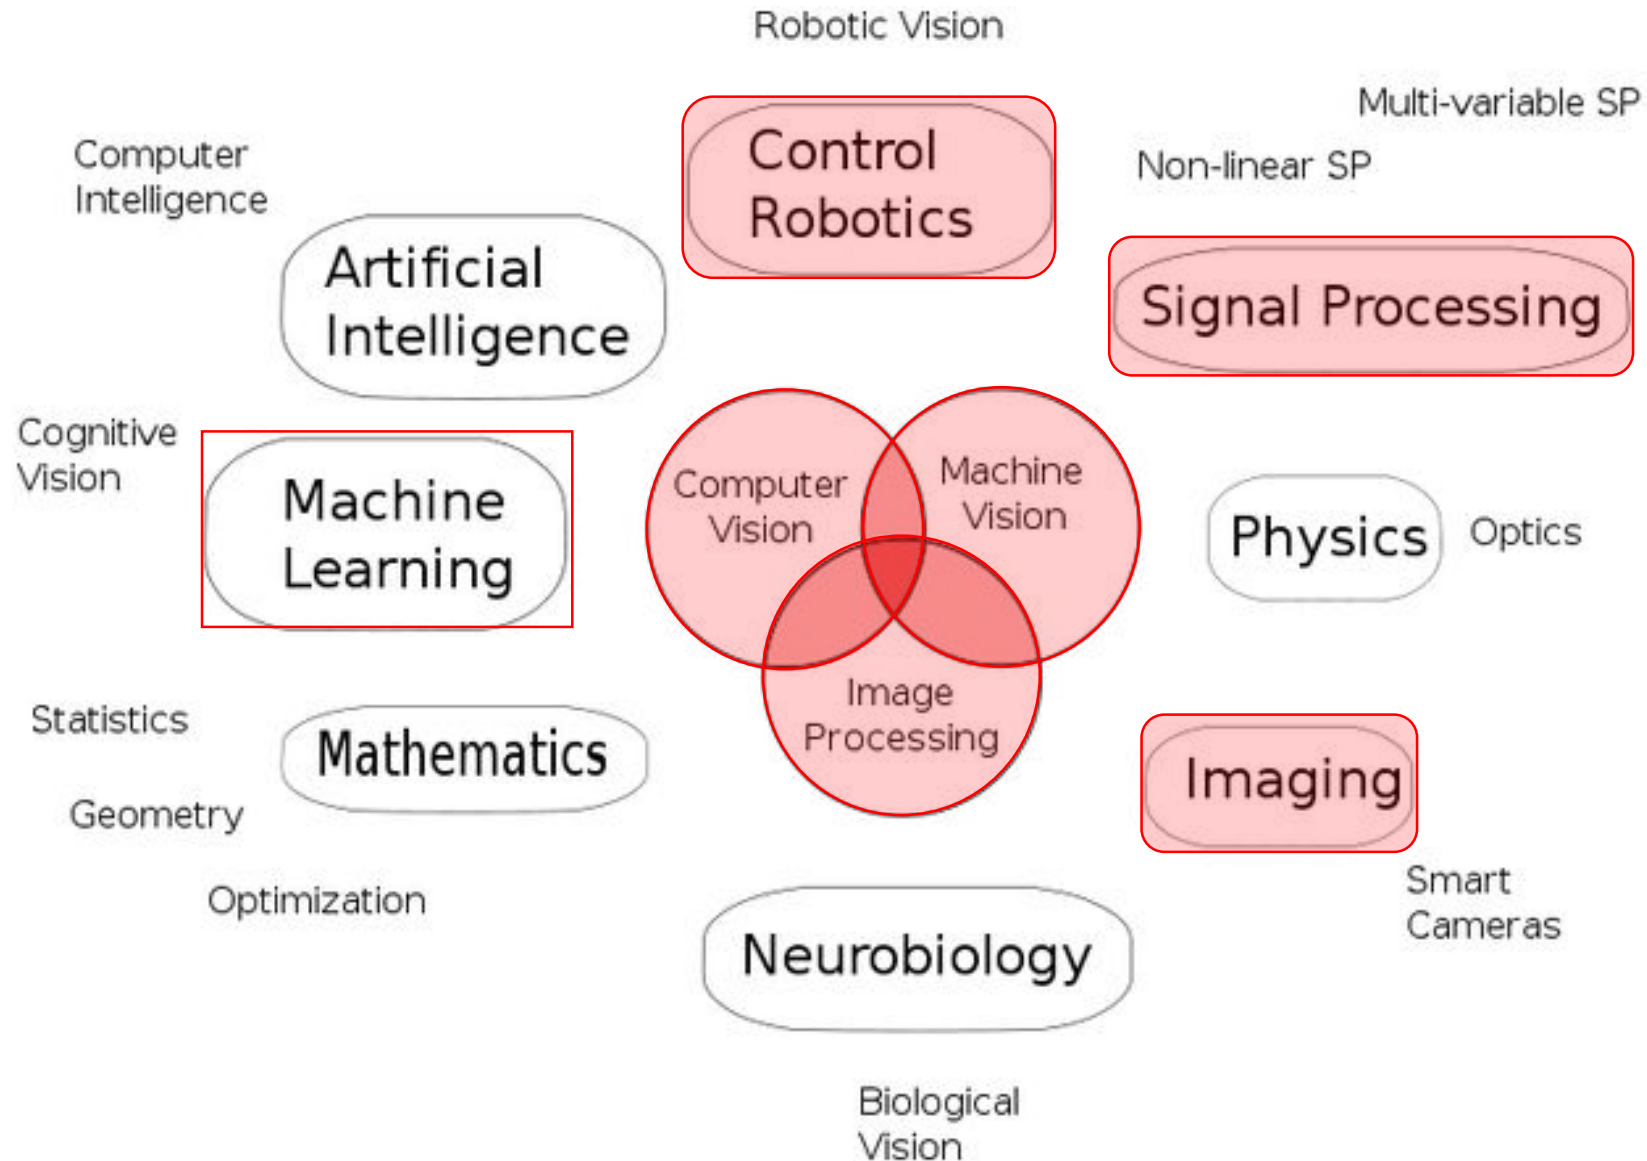 Robotic Vision
Multi-variable SP
Computer
Intelligence
Control
Robotics
Non-linear SP
Artificial
Intelligence
Signal Processing
Cognitive
Vision
Machine
Learning
Computer
Vision
Machine
Vision
Physics
Optics
Statistics
Mathematics
Image
Processing
Imaging
Geometry
Optimization
Smart
Cameras
Neurobiology
Biological
Vision